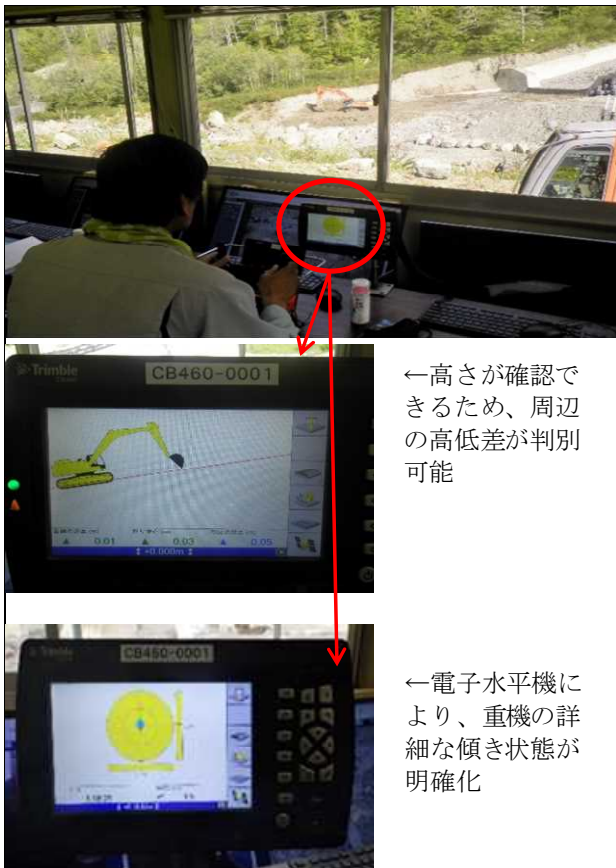 Trimble
CB460-0001
←高さが確認で
きるため、周辺
の高低差が判別
可能
0.01
0.03
0.05
+0.000m
Trimble
CB460-0001
←電子水平機に
より、重機の詳
細な傾き状態が
明確化